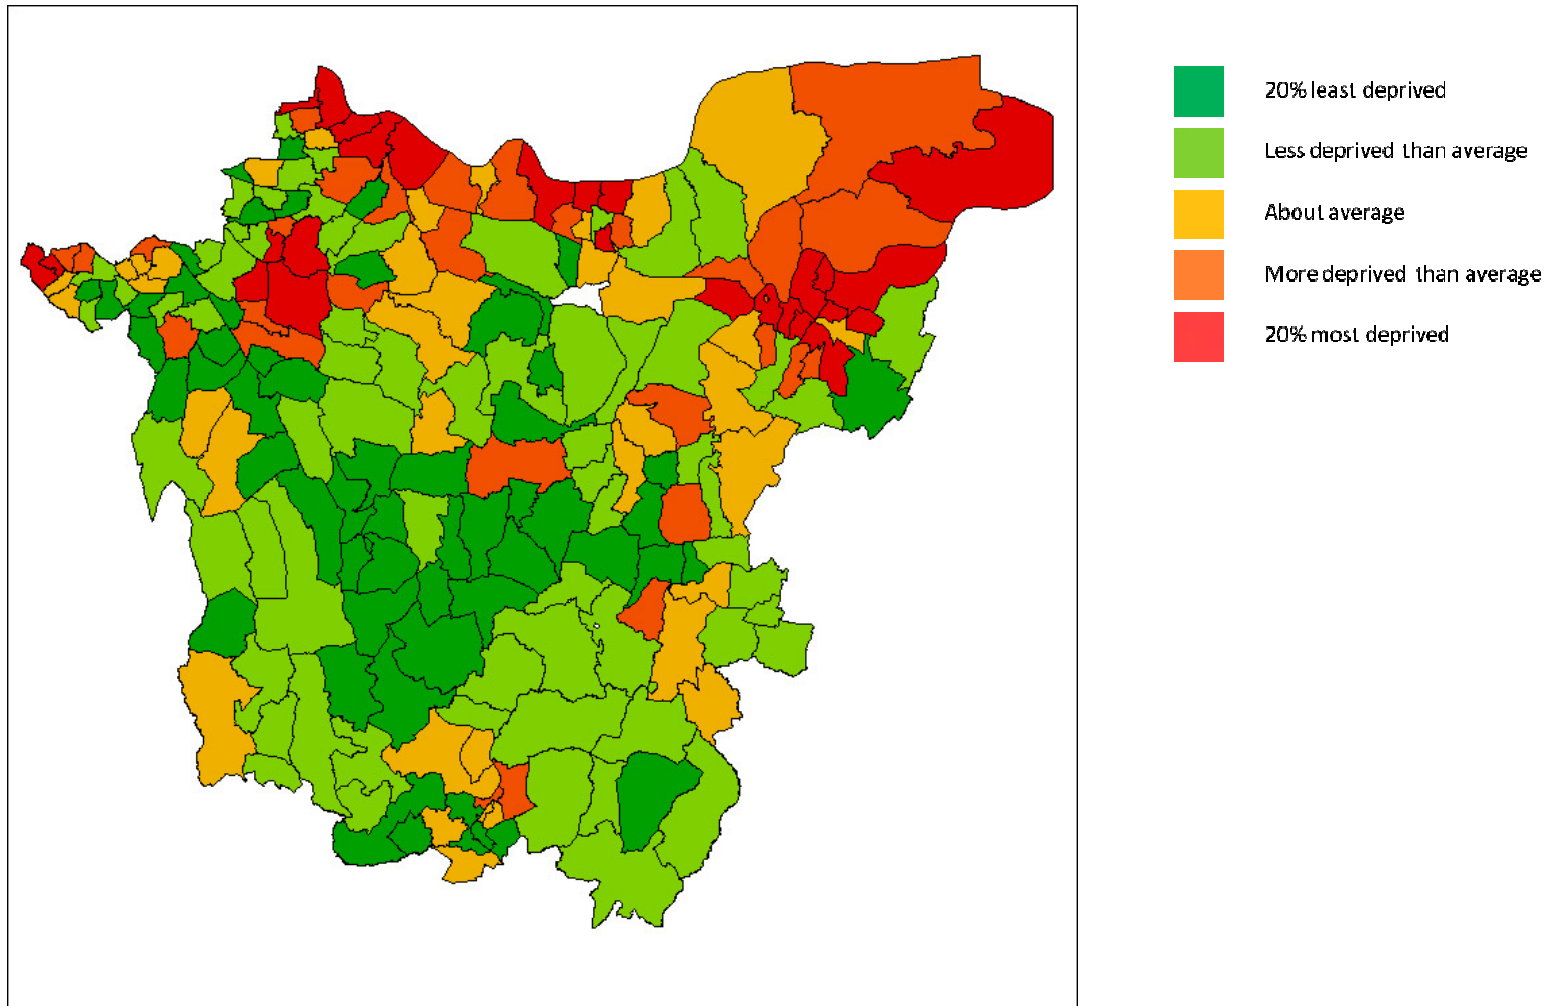 20% least deprived
Less deprived than average
About average
More deprived than average
20% most deprived